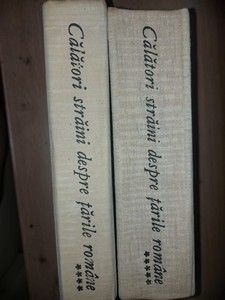 Călători străini despre țările române
****
Călători străini despre țările române
*****